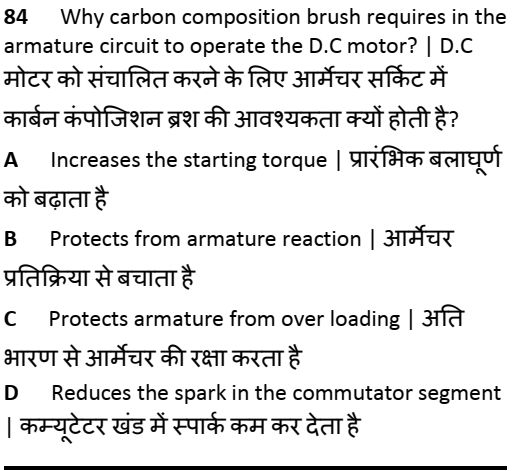 84 Why carbon composition brush requires in the
armature circuit to operate the D.C motor? | D.C
मोटर को संचालित करने के लिए आर्मेचर सर्किट में
कार्बन कंपोजिशन ब्रश की आवश्यकता क्यों होती है?
A Increases the starting torque | प्रारंभिक बलाघूर्ण
को बढ़ाता है
B Protects from armature reaction | आर्मेचर
प्रतिक्रिया से बचाता है
C Protects armature from over loading | अति
भारण से आर्मेचर की रक्षा करता है
D Reduces the spark in the commutator segment
| कम्यूटेटर खंड में स्पार्क कम कर देता है